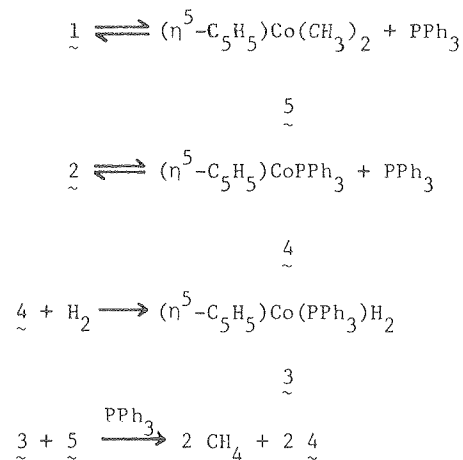 1 ⇌ (η⁵-C₅H₅)Co(CH₃)₂ + PPh₃
5
2 ⇌ (η⁵-C₅H₅)CoPPh₃ + PPh₃
4
4 + H₂ ⟶ (η⁵-C₅H₅)Co(PPh₃)H₂
3
PPh₃
3 + 5 ⟶ 2 CH₄ + 2 4